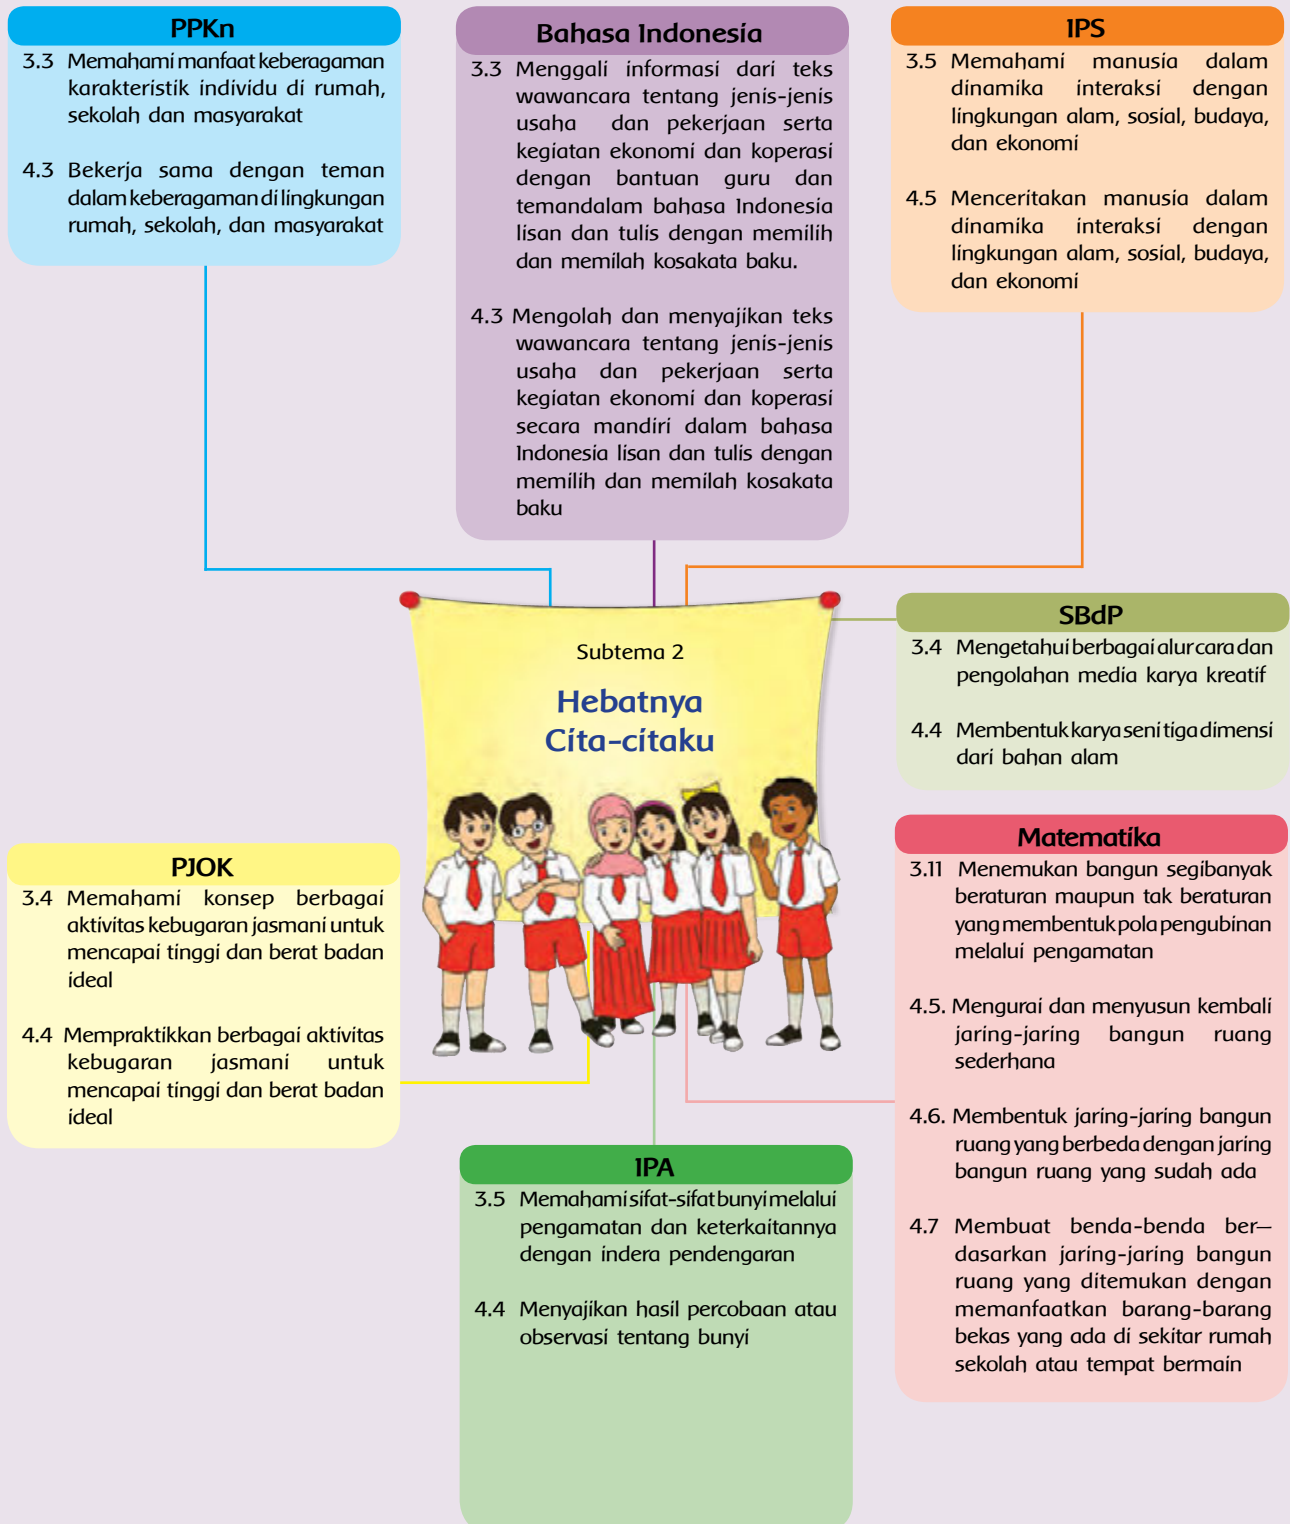 PPKn
3.3 Memahami manfaat keberagaman
karakteristik individu di rumah,
sekolah dan masyarakat
4.3 Bekerja sama dengan teman
dalam keberagaman di lingkungan
rumah, sekolah, dan masyarakat
Bahasa Indonesia
3.3 Menggali informasi dari teks
wawancara tentang jenis-jenis
usaha dan pekerjaan serta
kegiatan ekonomi dan koperasi
dengan bantuan guru dan
temandalam bahasa Indonesia
lisan dan tulis dengan memilih
dan memilah kosakata baku.
4.3 Mengolah dan menyajikan teks
wawancara tentang jenis-jenis
usaha dan pekerjaan serta
kegiatan ekonomi dan koperasi
secara mandiri dalam bahasa
Indonesia lisan dan tulis dengan
memilih dan memilah kosakata
baku
IPS
3.5 Memahami manusia dalam
dinamika interaksi dengan
lingkungan alam, sosial, budaya,
dan ekonomi
4.5 Menceritakan manusia dalam
dinamika interaksi dengan
lingkungan alam, sosial, budaya,
dan ekonomi
Subtema 2
Hebatnya
Cita-citaku
SBdP
3.4 Mengetahui berbagai alur cara dan
pengolahan media karya kreatif
4.4 Membentuk karya seni tiga dimensi
dari bahan alam
PJOK
3.4 Memahami konsep berbagai
aktivitas kebugaran jasmani untuk
mencapai tinggi dan berat badan
ideal
4.4 Mempraktikkan berbagai aktivitas
kebugaran jasmani untuk
mencapai tinggi dan berat badan
ideal
Matematika
3.11 Menemukan bangun segibanyak
beraturan maupun tak beraturan
yang membentuk pola pengubinan
melalui pengamatan
4.5. Mengurai dan menyusun kembali
jaring-jaring bangun ruang
sederhana
4.6. Membentuk jaring-jaring bangun
ruang yang berbeda dengan jaring
bangun ruang yang sudah ada
4.7 Membuat benda-benda ber—
dasarkan jaring-jaring bangun
ruang yang ditemukan dengan
memanfaatkan barang-barang
bekas yang ada di sekitar rumah
sekolah atau tempat bermain
IPA
3.5 Memahami sifat-sifat bunyi melalui
pengamatan dan keterkaitannya
dengan indera pendengaran
4.4 Menyajikan hasil percobaan atau
observasi tentang bunyi